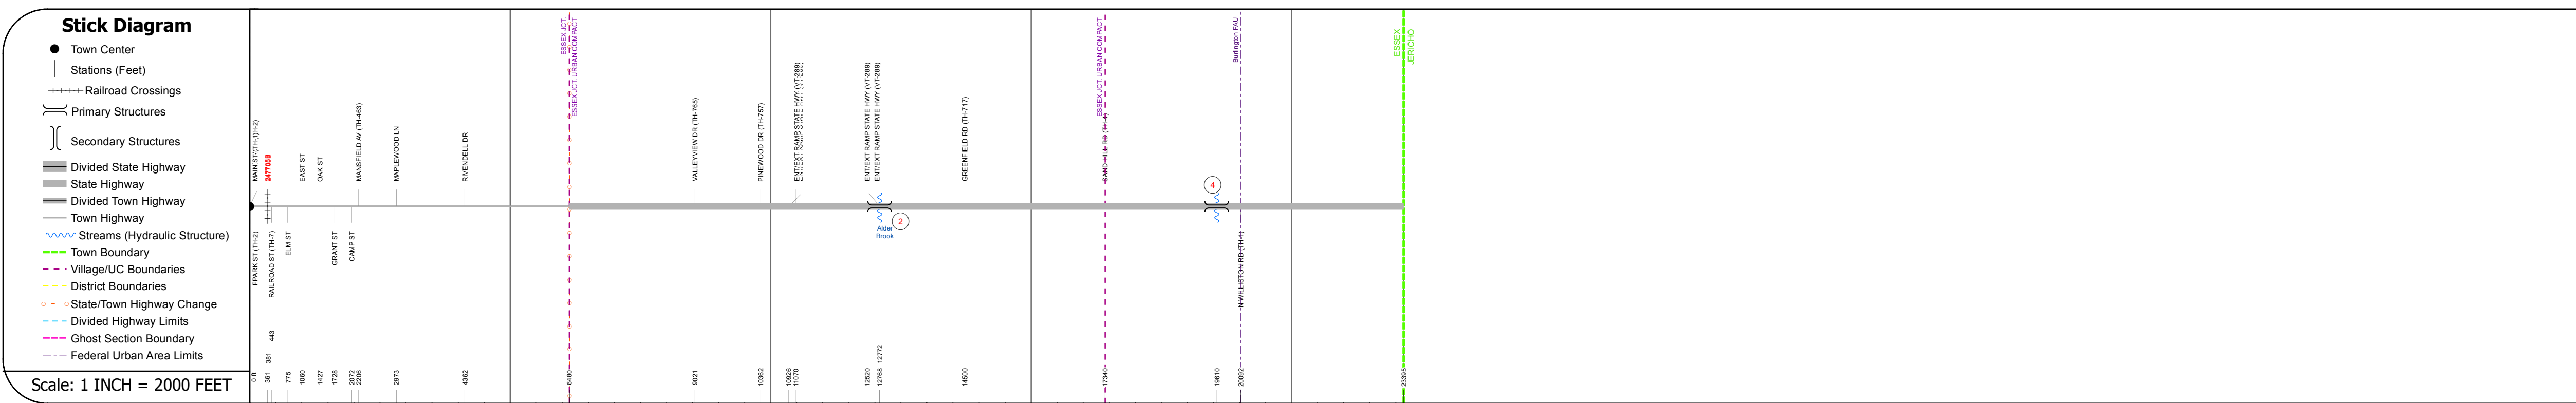 Stick Diagram
Town Center
Stations (Feet)
Railroad Crossings
Primary Structures
Secondary Structures
Divided State Highway
State Highway
Divided Town Highway
Town Highway
Streams (Hydraulic Structure)
Town Boundary
Village/UC Boundaries
District Boundaries
State/Town Highway Change
Divided Highway Limits
Ghost Section Boundary
Federal Urban Area Limits
Scale: 1 INCH = 2000 FEET
247705B
EAST ST
OAK ST
MANSFIELD AV (TH-463)
MAPLEWOOD LN
RIVENDELL DR
ESSEX JCT.
ESSEX JCT. URBAN COMPACT
VALLEYVIEW DR (TH-765)
PINEWOOD DR (TH-757)
ENT/EXT RAMP STATE HWY (VT-289)
ENT/EXT RAMP STATE HWY (VT-289)
ENT/EXT RAMP STATE HWY (VT-289)
GREENFIELD RD (TH-717)
ESSEX JCT. URBAN COMPACT
SAND HILL RD (TH-4)
Burlington FAU
ESSEX
JERICHO
PARK ST (TH-2)
RAILROAD ST (TH-7)
ELM ST
GRANT ST
CAMP ST
Alder
Brook
2
4
N WILLISTON RD (TH-1)
0 ft
361
381
443
775
1060
1427
1728
2072
2206
2973
4362
6480
9021
10362
10926
11070
12520
12768
12772
14500
17340
19610
20092
23395